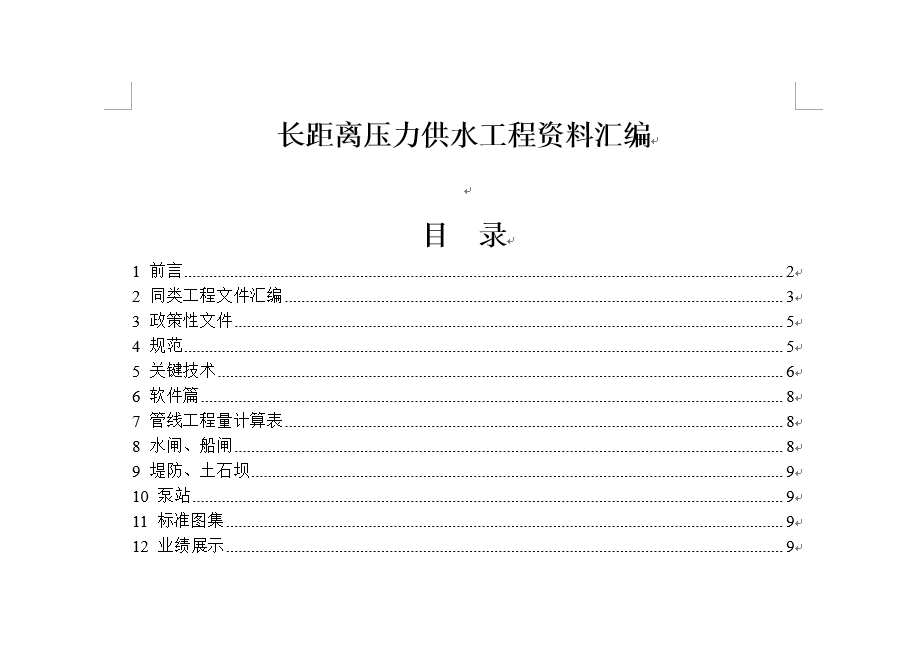 长距离压力供水工程资料汇编
目 录
1 前言 2
2 同类工程文件汇编 3
3 政策性文件 5
4 规范 5
5 关键技术 6
6 软件篇 8
7 管线工程量计算表 8
8 水闸、船闸 8
9 堤防、土石坝 9
10 泵站 9
11 标准图集 9
12 业绩展示 9